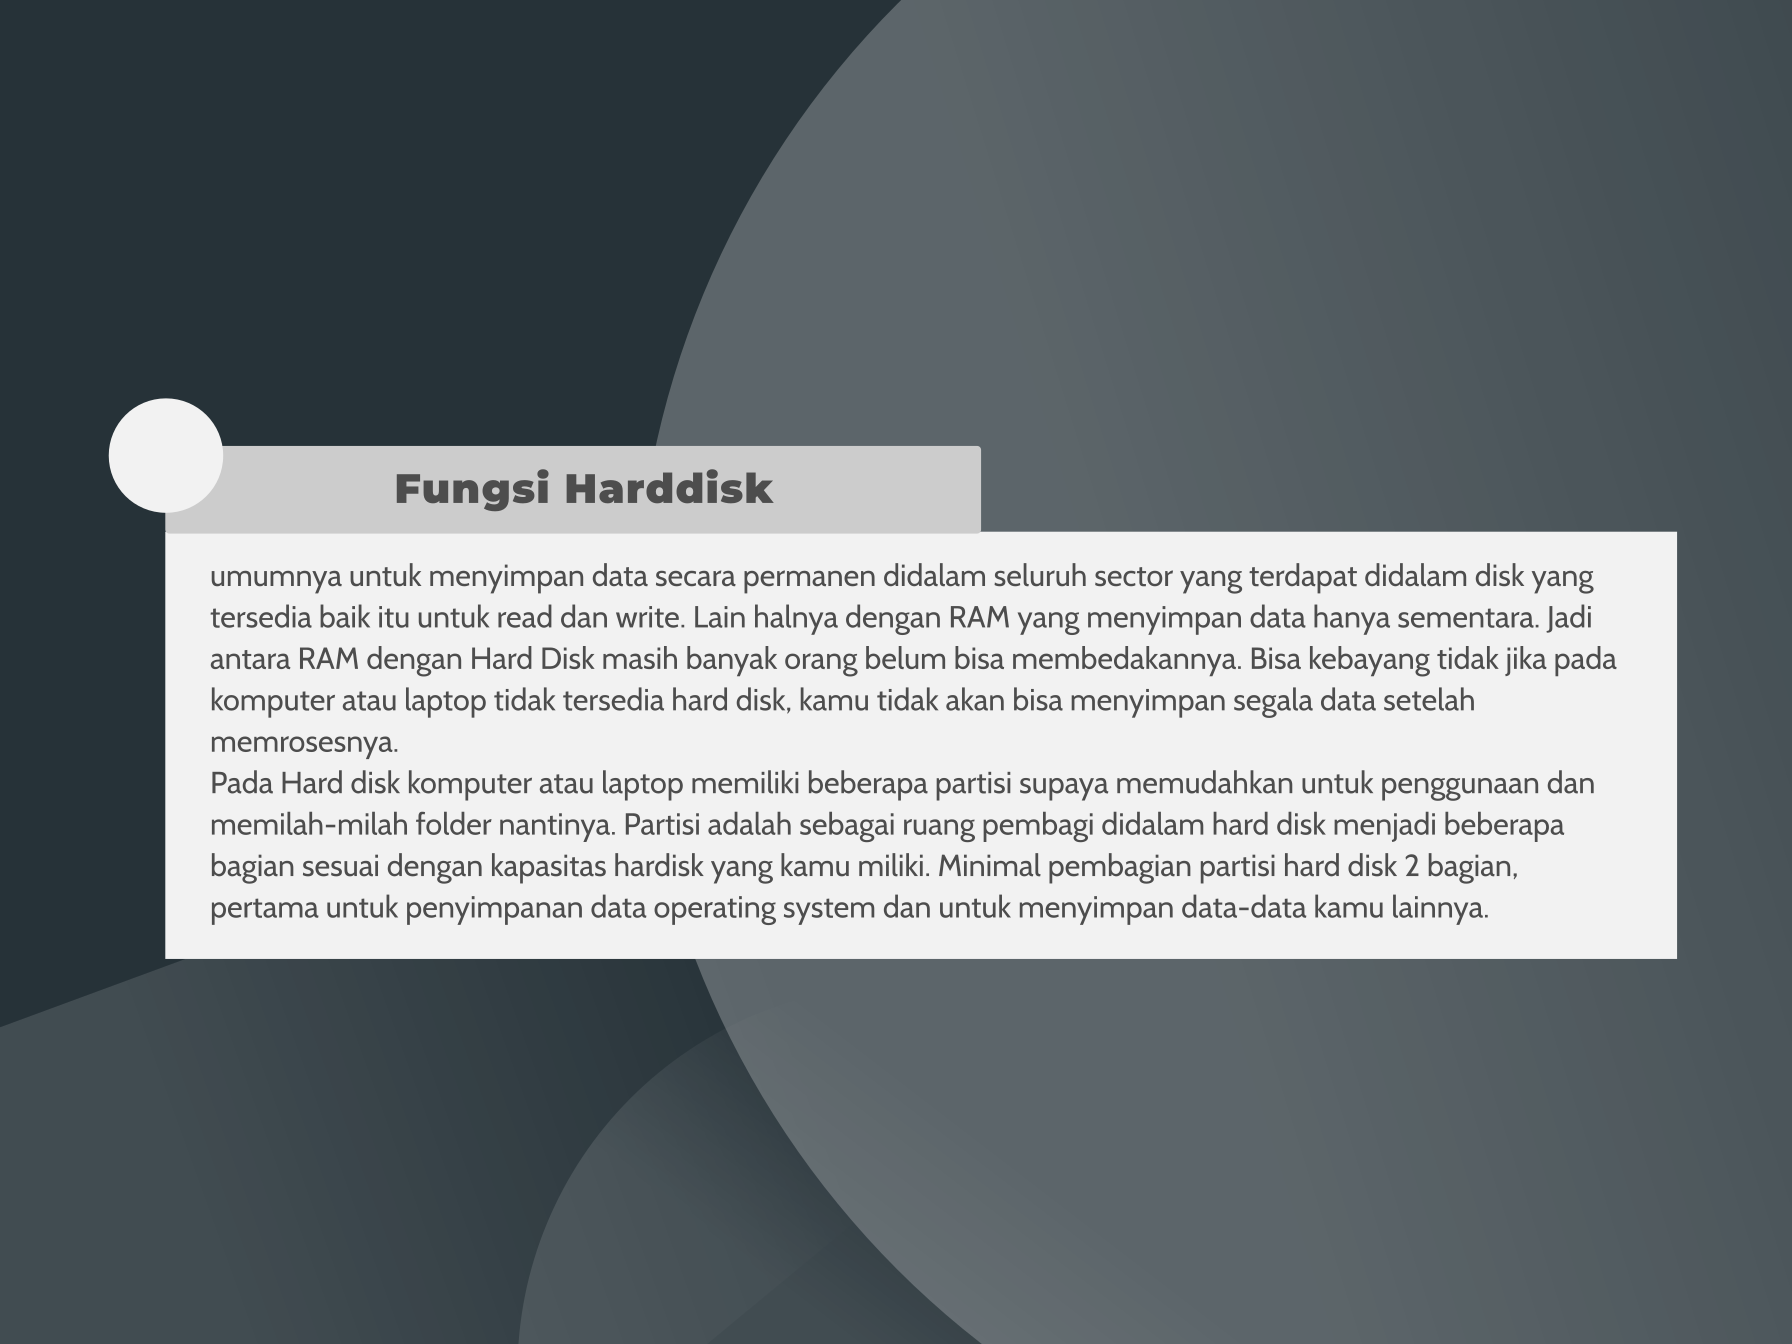 Fungsi Harddisk
umumnya untuk menyimpan data secara permanen didalam seluruh sector yang terdapat didalam disk yang
tersedia baik itu untuk read dan write. Lain halnya dengan RAM yang menyimpan data hanya sementara. Jadi
antara RAM dengan Hard Disk masih banyak orang belum bisa membedakannya. Bisa kebayang tidak jika pada
komputer atau laptop tidak tersedia hard disk, kamu tidak akan bisa menyimpan segala data setelah
memrosesnya.
Pada Hard disk komputer atau laptop memiliki beberapa partisi supaya memudahkan untuk penggunaan dan
memilah-milah folder nantinya. Partisi adalah sebagai ruang pembagi didalam hard disk menjadi beberapa
bagian sesuai dengan kapasitas hardisk yang kamu miliki. Minimal pembagian partisi hard disk 2 bagian,
pertama untuk penyimpanan data operating system dan untuk menyimpan data-data kamu lainnya.